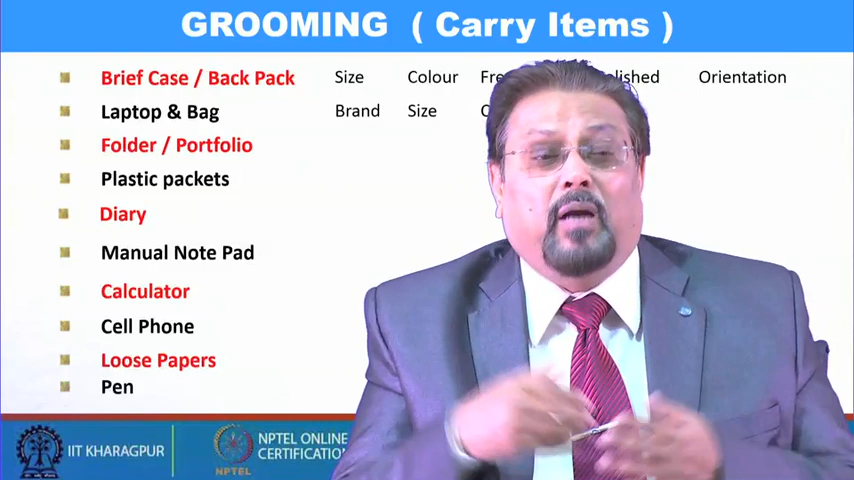 GROOMING ( Carry Items )
Brief Case / Back Pack Size Colour Orientation
Laptop & Bag Brand Size
Folder / Portfolio
Plastic packets
Diary
Manual Note Pad
Calculator
Cell Phone
Loose Papers
Pen
IIT KHARAGPUR
NPTEL
NPTEL ONLINE